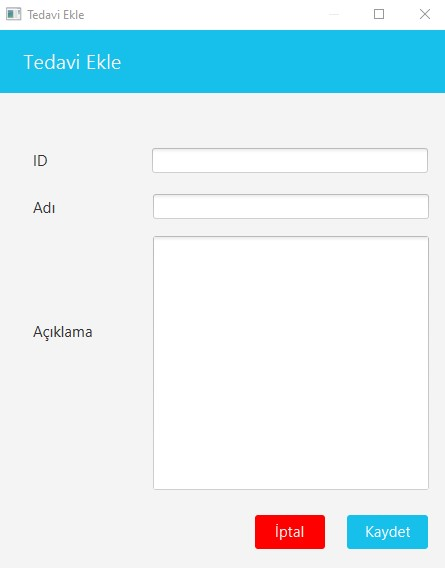 Tedavi Ekle
Tedavi Ekle
ID
Adı
Açıklama
İptal
Kaydet